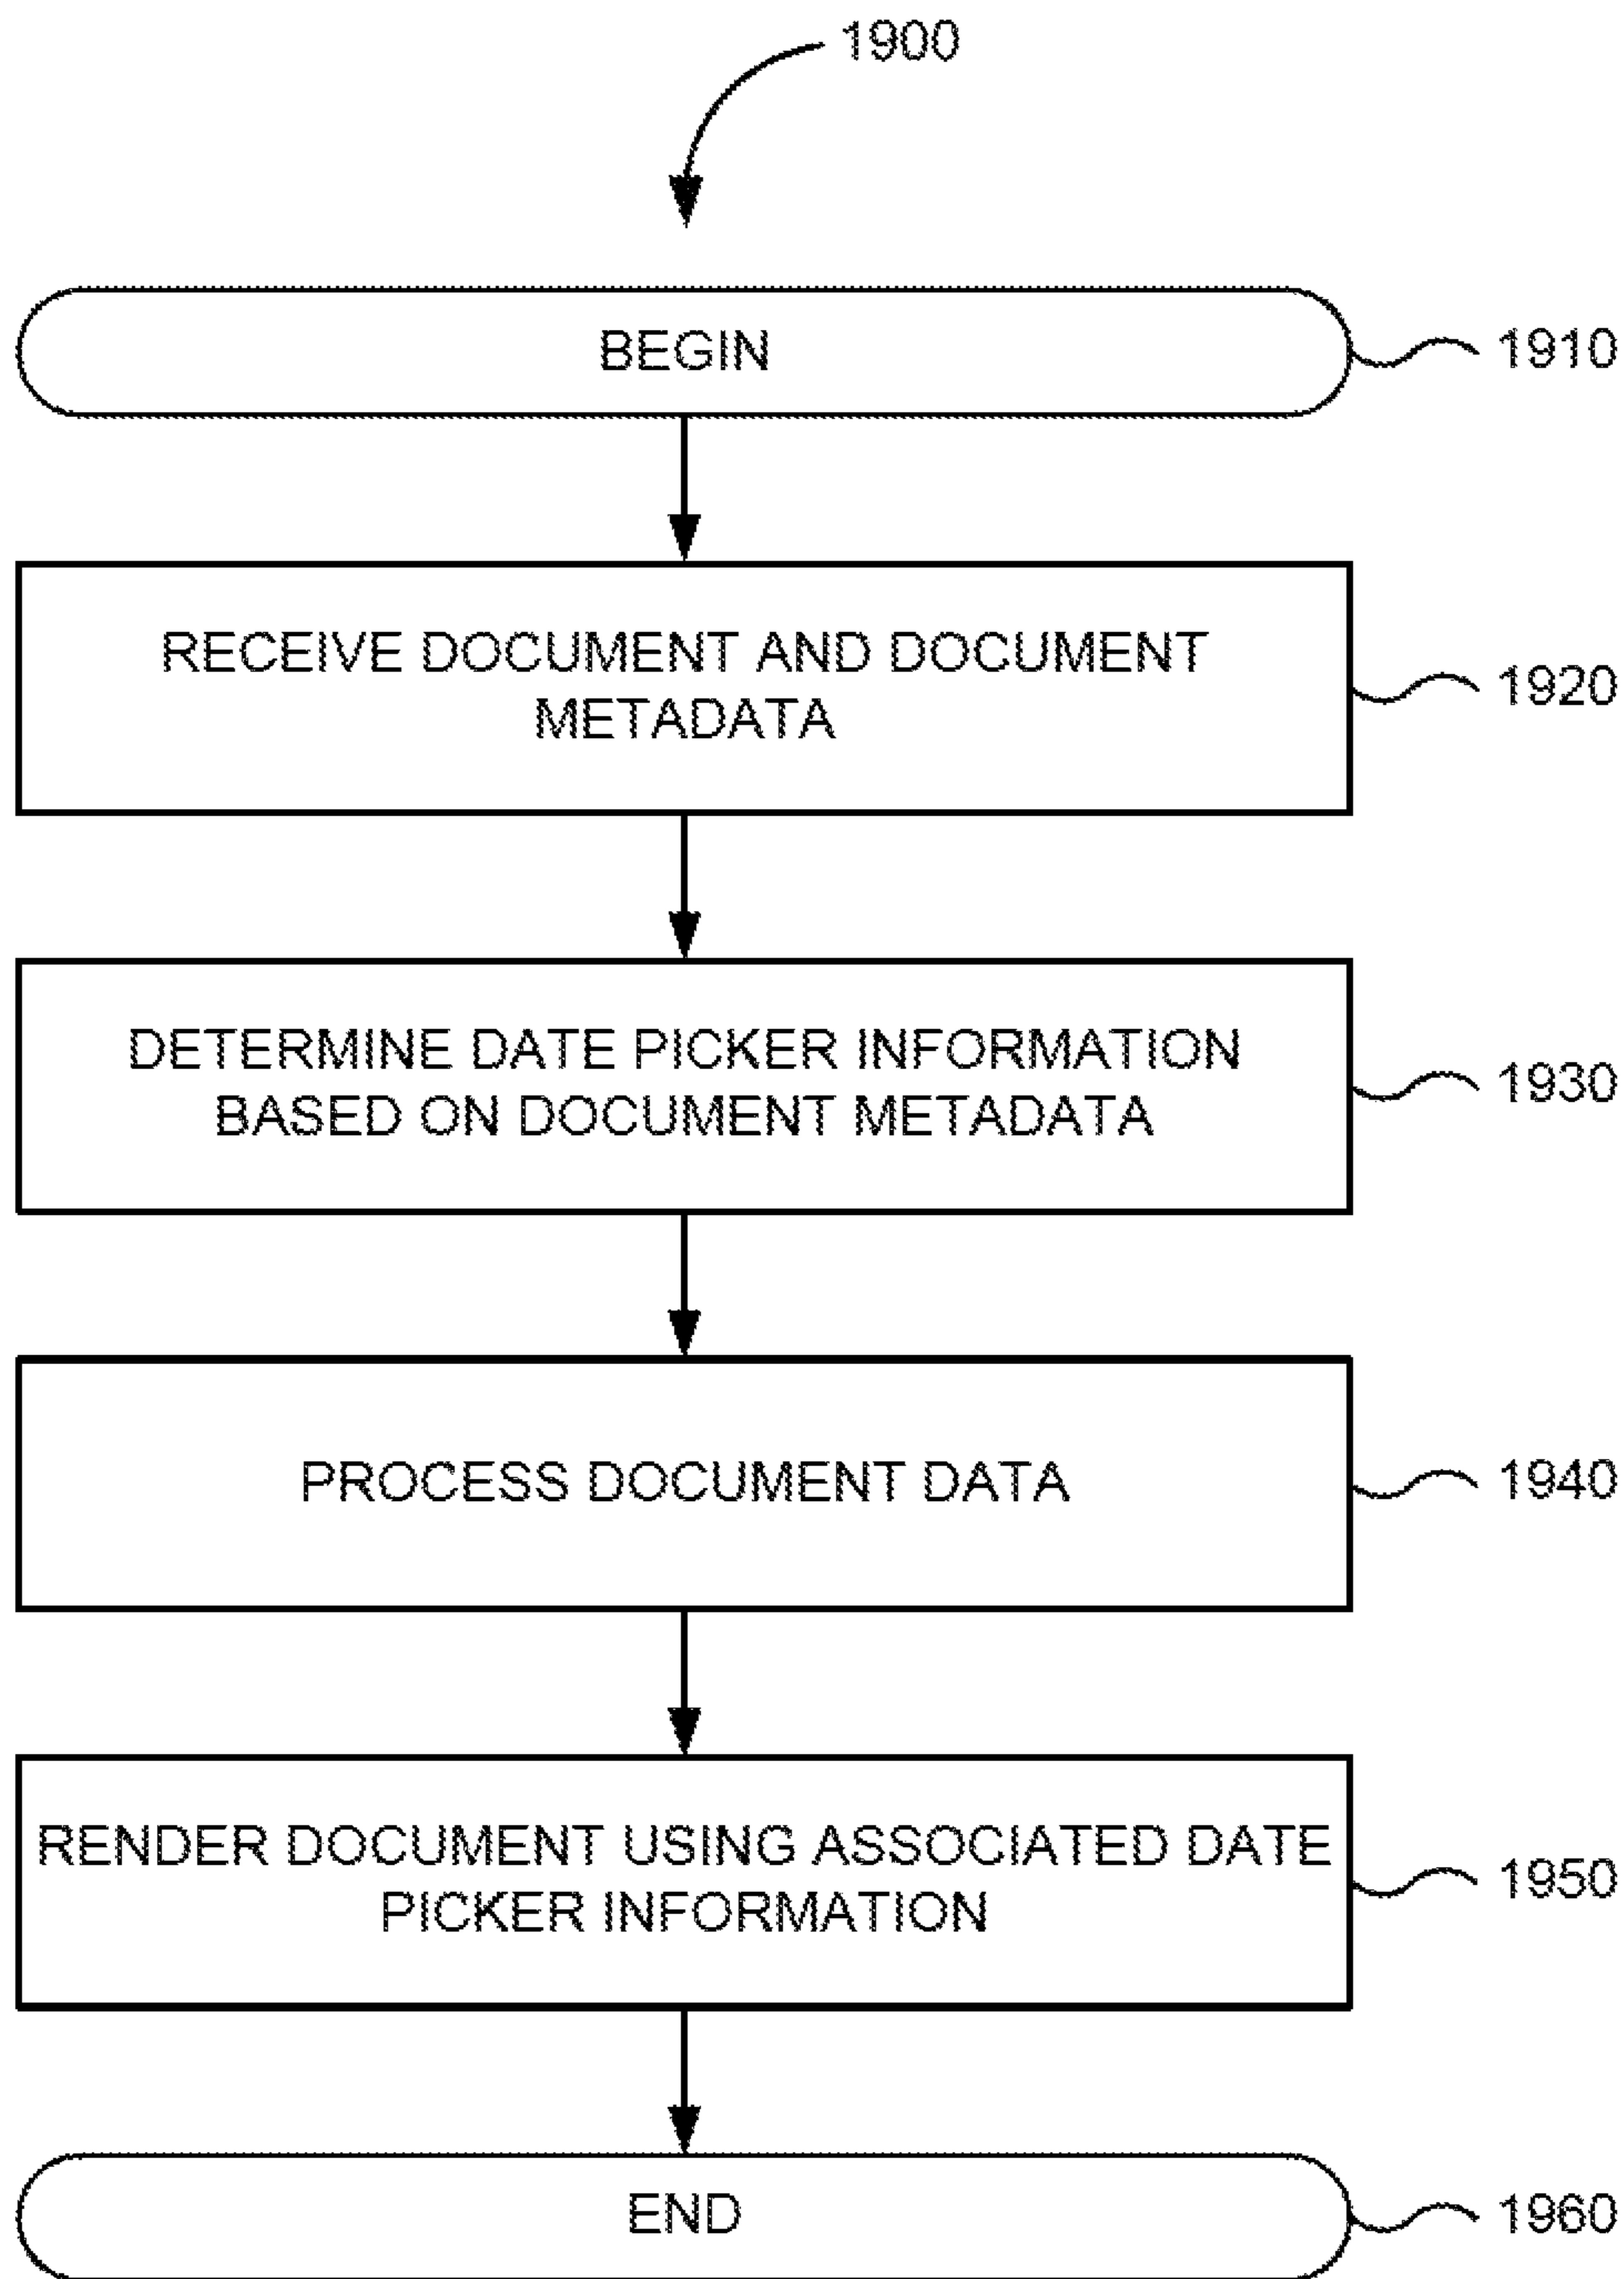 1900
BEGIN
1910
RECEIVE DOCUMENT AND DOCUMENT
METADATA
1920
DETERMINE DATE PICKER INFORMATION
BASED ON DOCUMENT METADATA
1930
PROCESS DOCUMENT DATA
1940
RENDER DOCUMENT USING ASSOCIATED DATE
PICKER INFORMATION
1950
END
1960